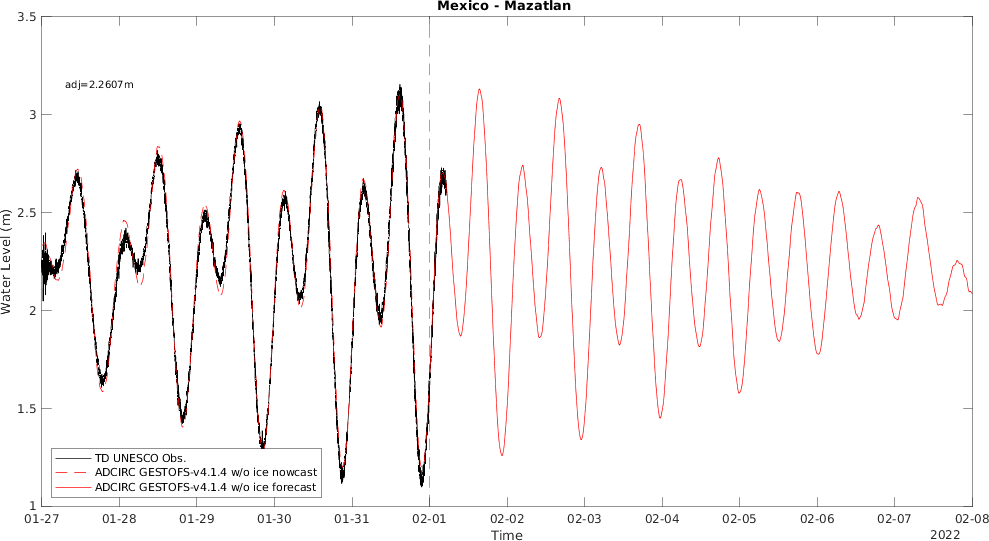 Mexico - Mazatlan
3.5
3
2.5
2
1.5
1
Water Level (m)
adj=2.2607m
TD UNESCO Obs.
ADCIRC GESTOFS-v4.1.4 w/o ice nowcast
ADCIRC GESTOFS-v4.1.4 w/o ice forecast
01-27 01-28 01-29 01-30 01-31 02-01 02-02 02-03 02-04 02-05 02-06 02-07 02-08
Time
2022